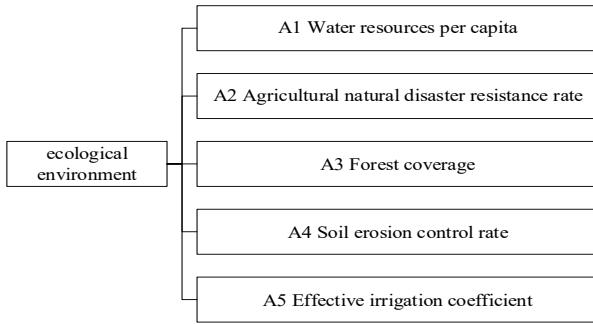 A1 Water resources per capita
A2 Agricultural natural disaster resistance rate
ecological
environment
A3 Forest coverage
A4 Soil erosion control rate
A5 Effective irrigation coefficient